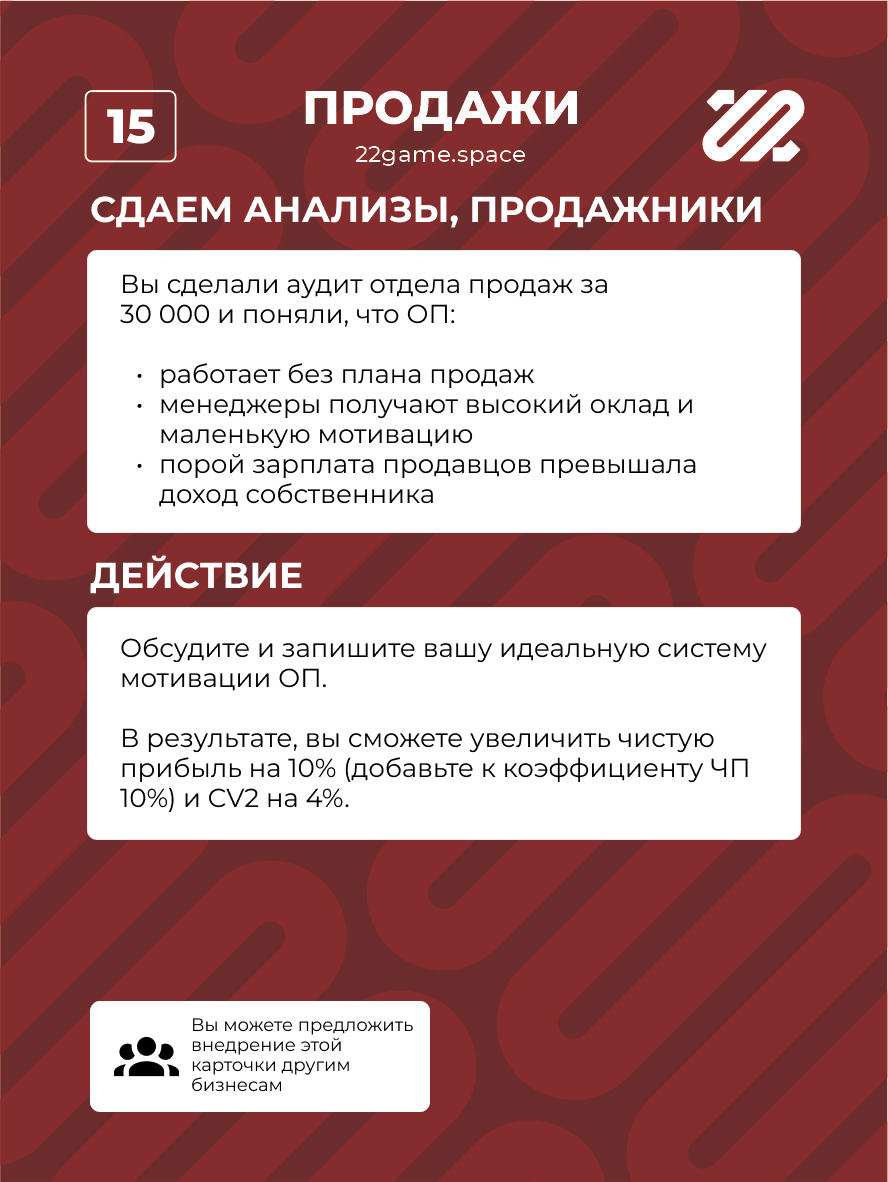 15
ПРОДАЖИ
22game.space
СДАЕМ АНАЛИЗЫ, ПРОДАЖНИКИ
Вы сделали аудит отдела продаж за
30 000 и поняли, что ОП:
• работает без плана продаж
• менеджеры получают высокий оклад и
маленькую мотивацию
• порой зарплата продавцов превышала
доход собственника
ДЕЙСТВИЕ
Обсудите и запишите вашу идеальную систему
мотивации ОП.
В результате, вы сможете увеличить чистую
прибыль на 10% (добавьте к коэффициенту ЧП
10%) и CV2 на 4%.
Вы можете предложить
внедрение этой
карточки другим
бизнесам